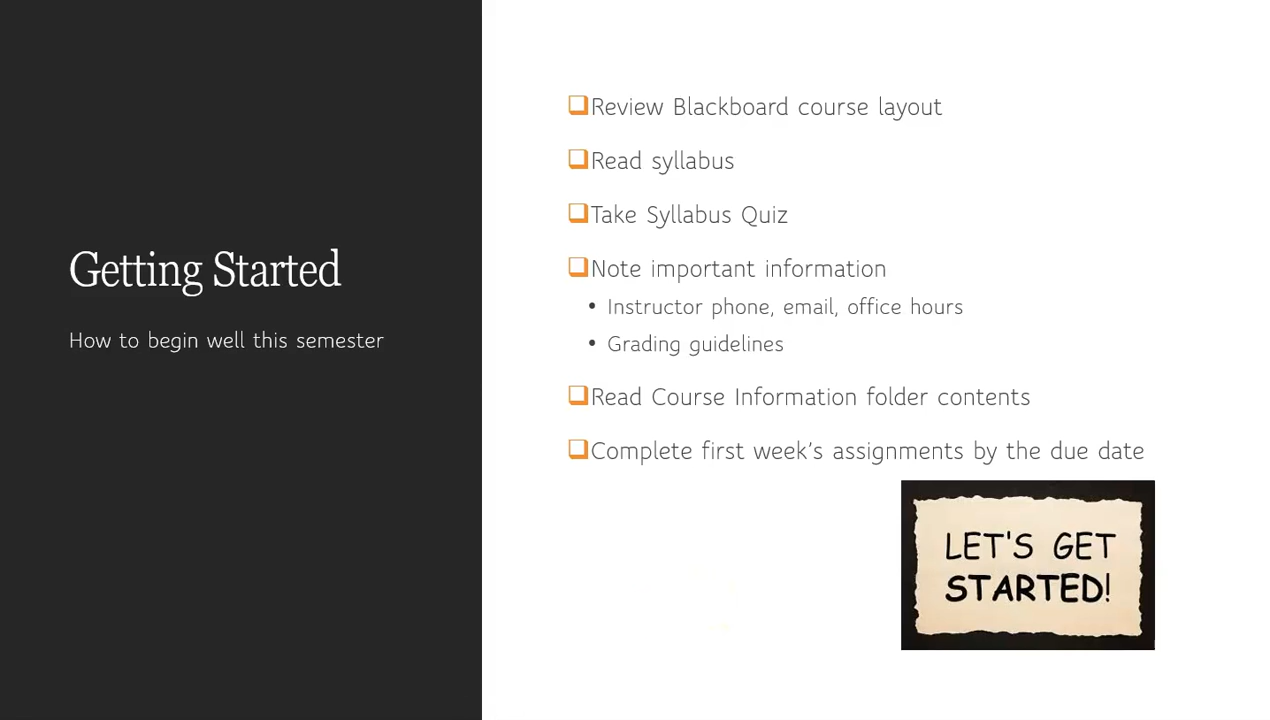 Getting Started
How to begin well this semester
Review Blackboard course layout
Read syllabus
Take Syllabus Quiz
Note important information
• Instructor phone, email, office hours
• Grading guidelines
Read Course Information folder contents
Complete first week's assignments by the due date
LET'S GET
STARTED!